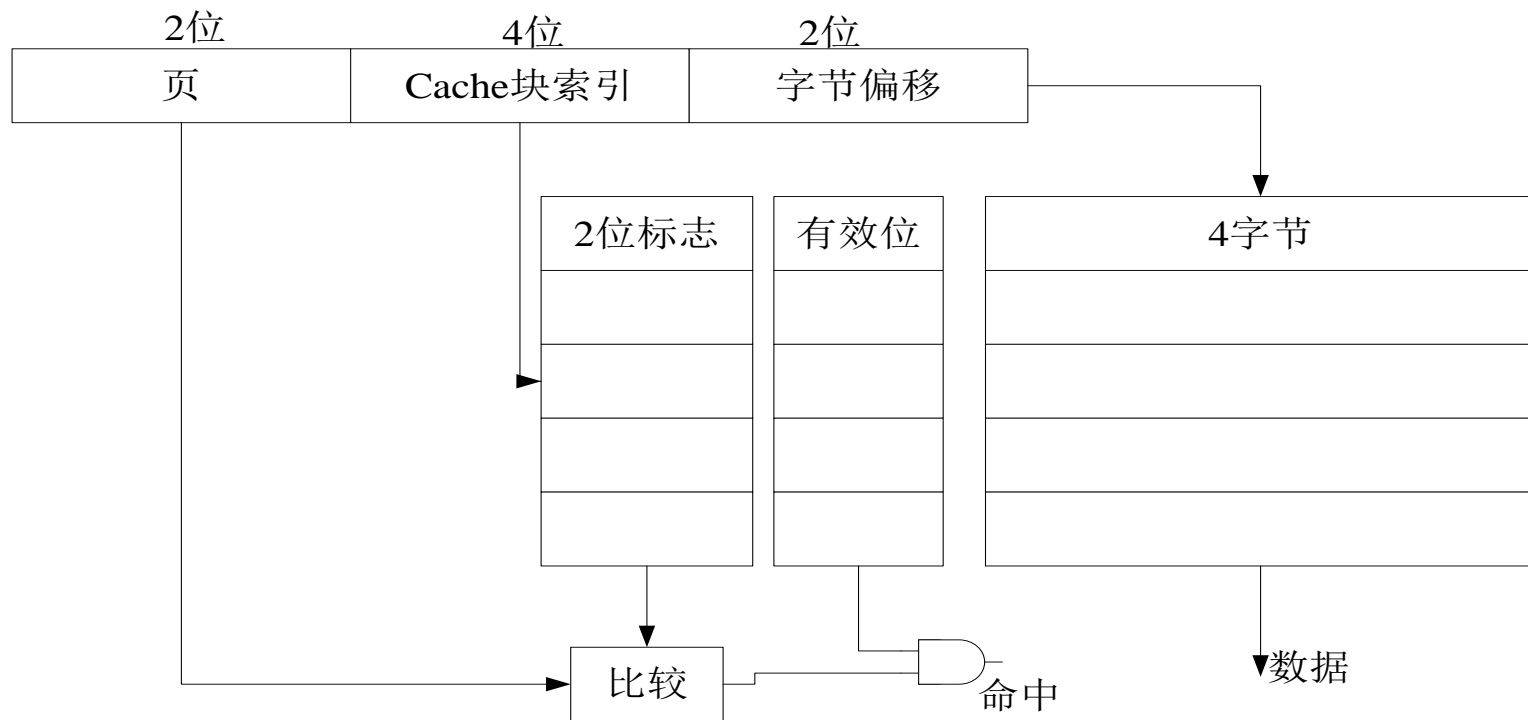 2位 4位 2位
页 Cache块索引 字节偏移
2位标志 有效位 4字节
比较 命中 数据